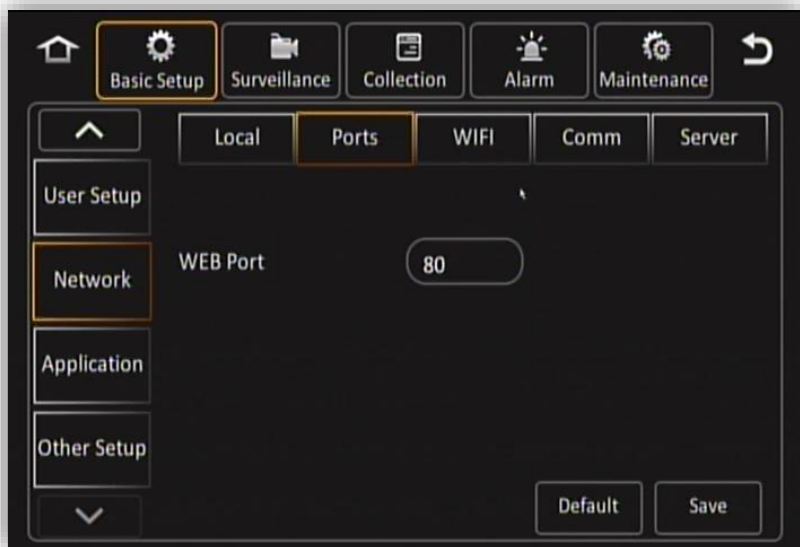 Basic Setup
Surveillance
Collection
Alarm
Maintenance
Local
Ports
WIFI
Comm
Server
User Setup
Network
Application
Other Setup
WEB Port
80
Default
Save